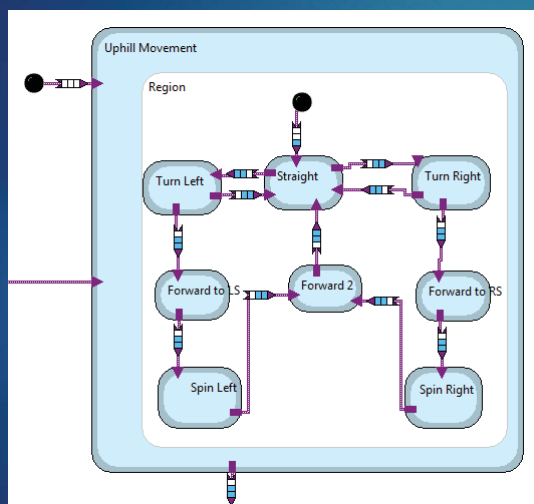 Uphill Movement
Region
Turn Left
Straight
Turn Right
Forward to LS
Forward 2
Forward to RS
Spin Left
Spin Right